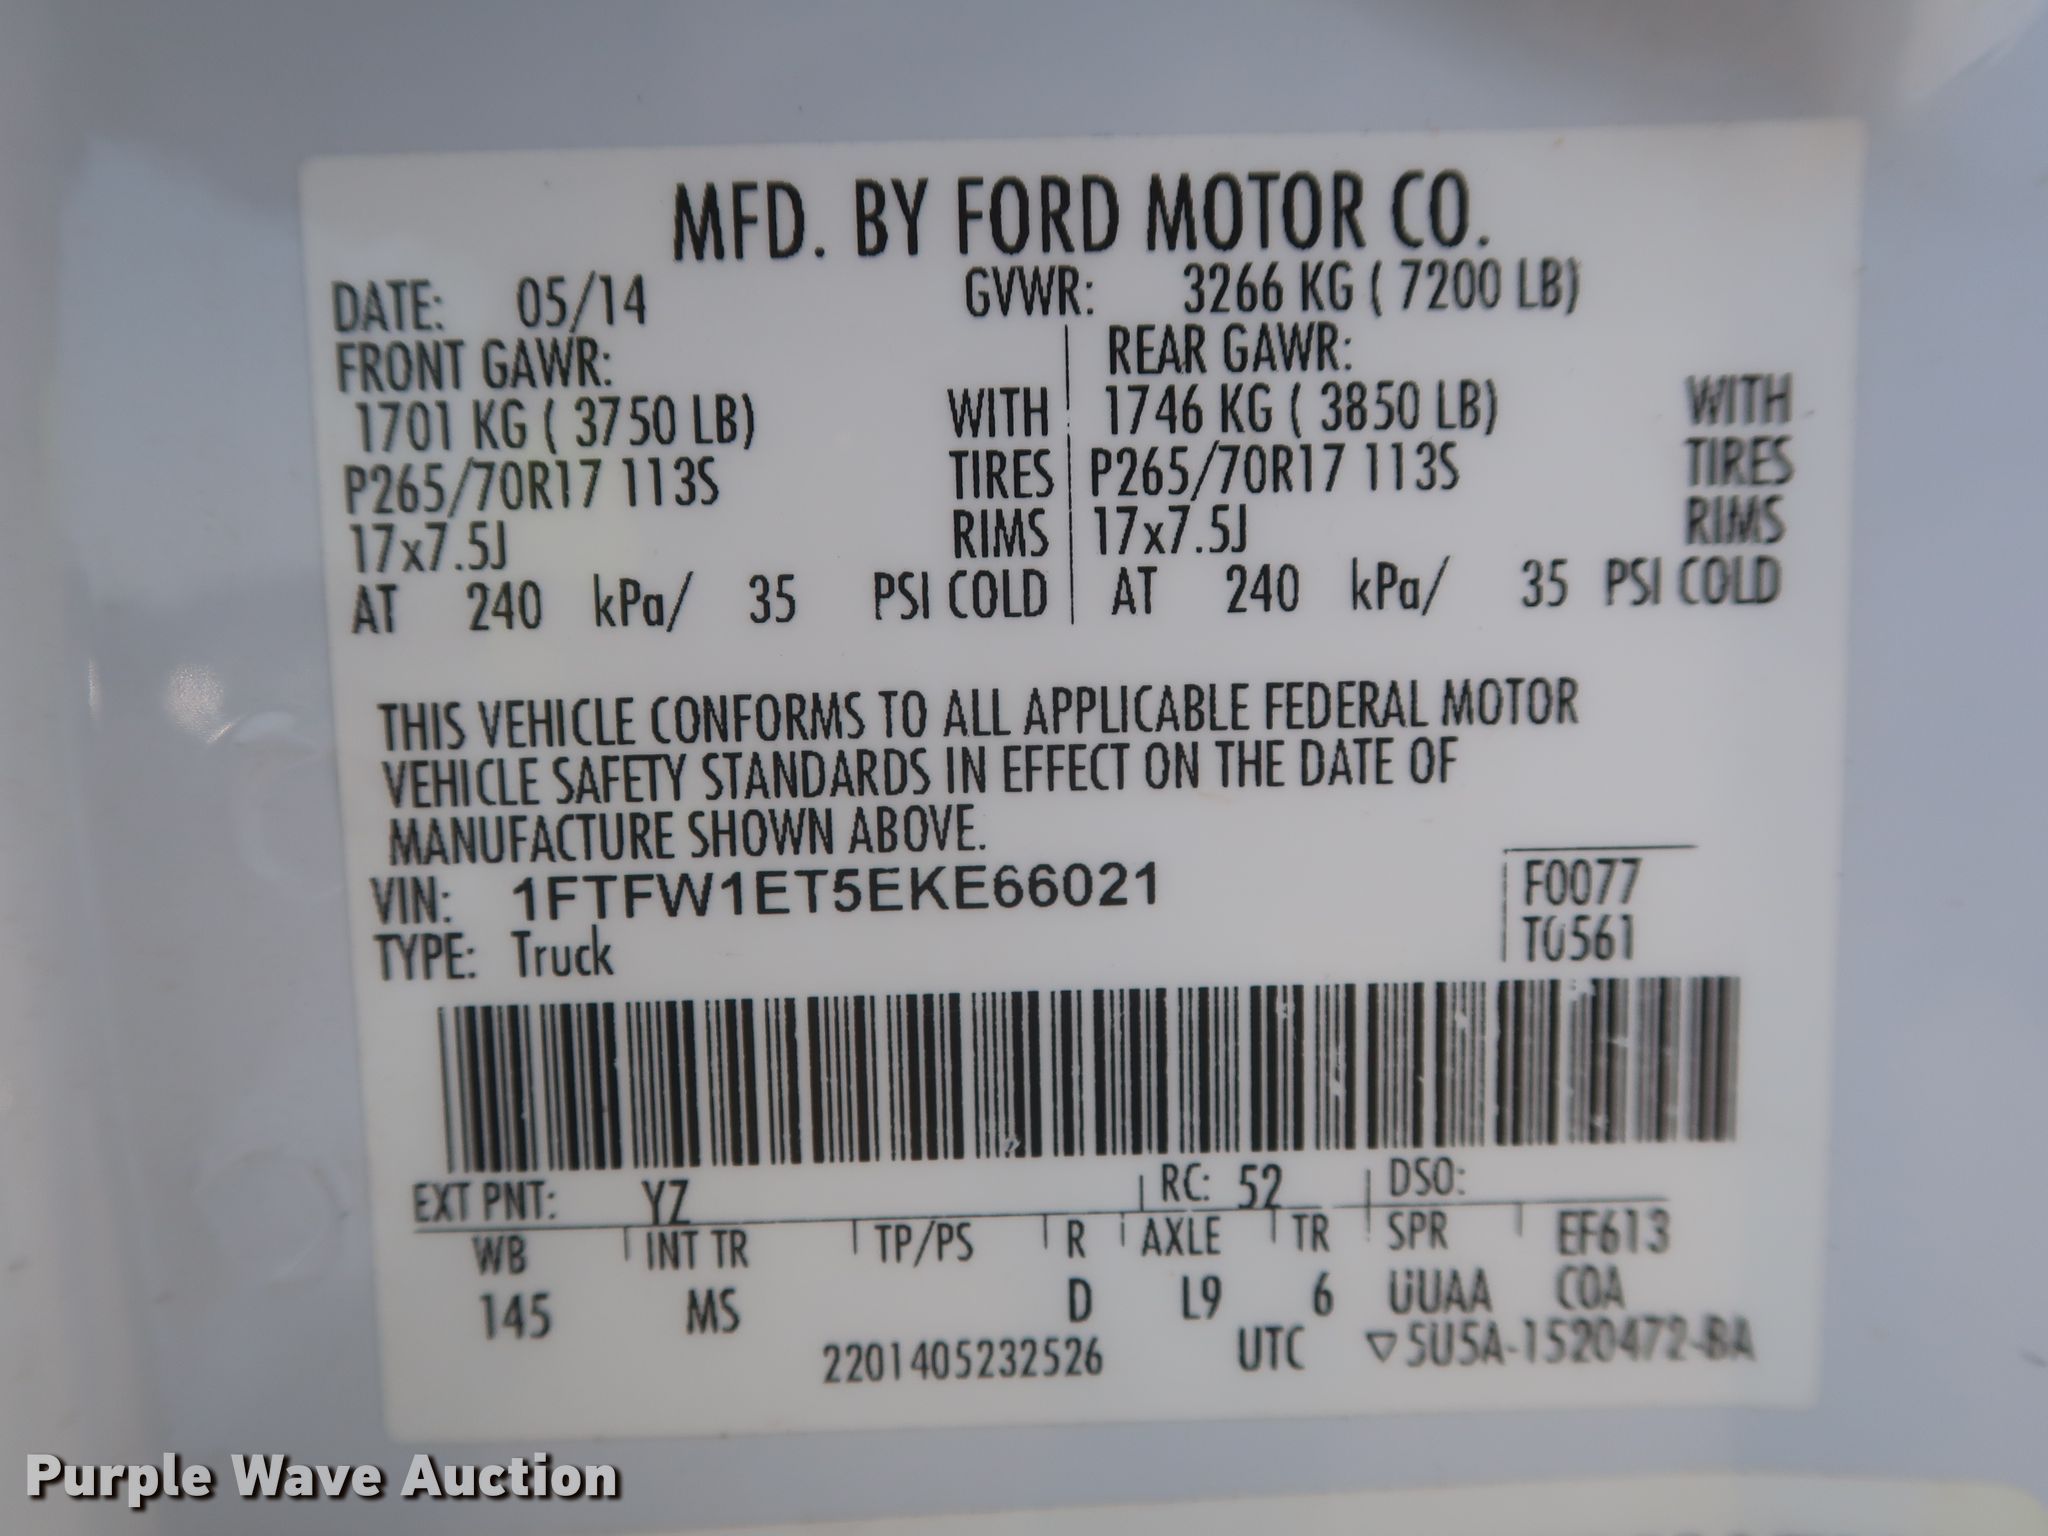 MFD. BY FORD MOTOR CO.
DATE: 05/14 GVWR: 3266 KG ( 7200 LB)
FRONT GAWR: REAR GAWR:
1701 KG ( 3750 LB) WITH 1746 KG ( 3850 LB) WITH
P265/70R17 113S TIRES P265/70R17 113S TIRES
17x7.5J RIMS 17x7.5J RIMS
AT 240 kPa/ 35 PSI COLD AT 240 kPa/ 35 PSI COLD
THIS VEHICLE CONFORMS TO ALL APPLICABLE FEDERAL MOTOR
VEHICLE SAFETY STANDARDS IN EFFECT ON THE DATE OF
MANUFACTURE SHOWN ABOVE.
VIN: 1FTFW1ET5EKE66021 F0077
TYPE: Truck T0561
EXT PNT: YZ RC: 52 DSO:
WB INT TR TP/PS R AXLE TR SPR EF613
145 MS D L9 6 UUAA COA
2201405232526 UTC ▽5U5A-1520472-BA
Purple Wave Auction